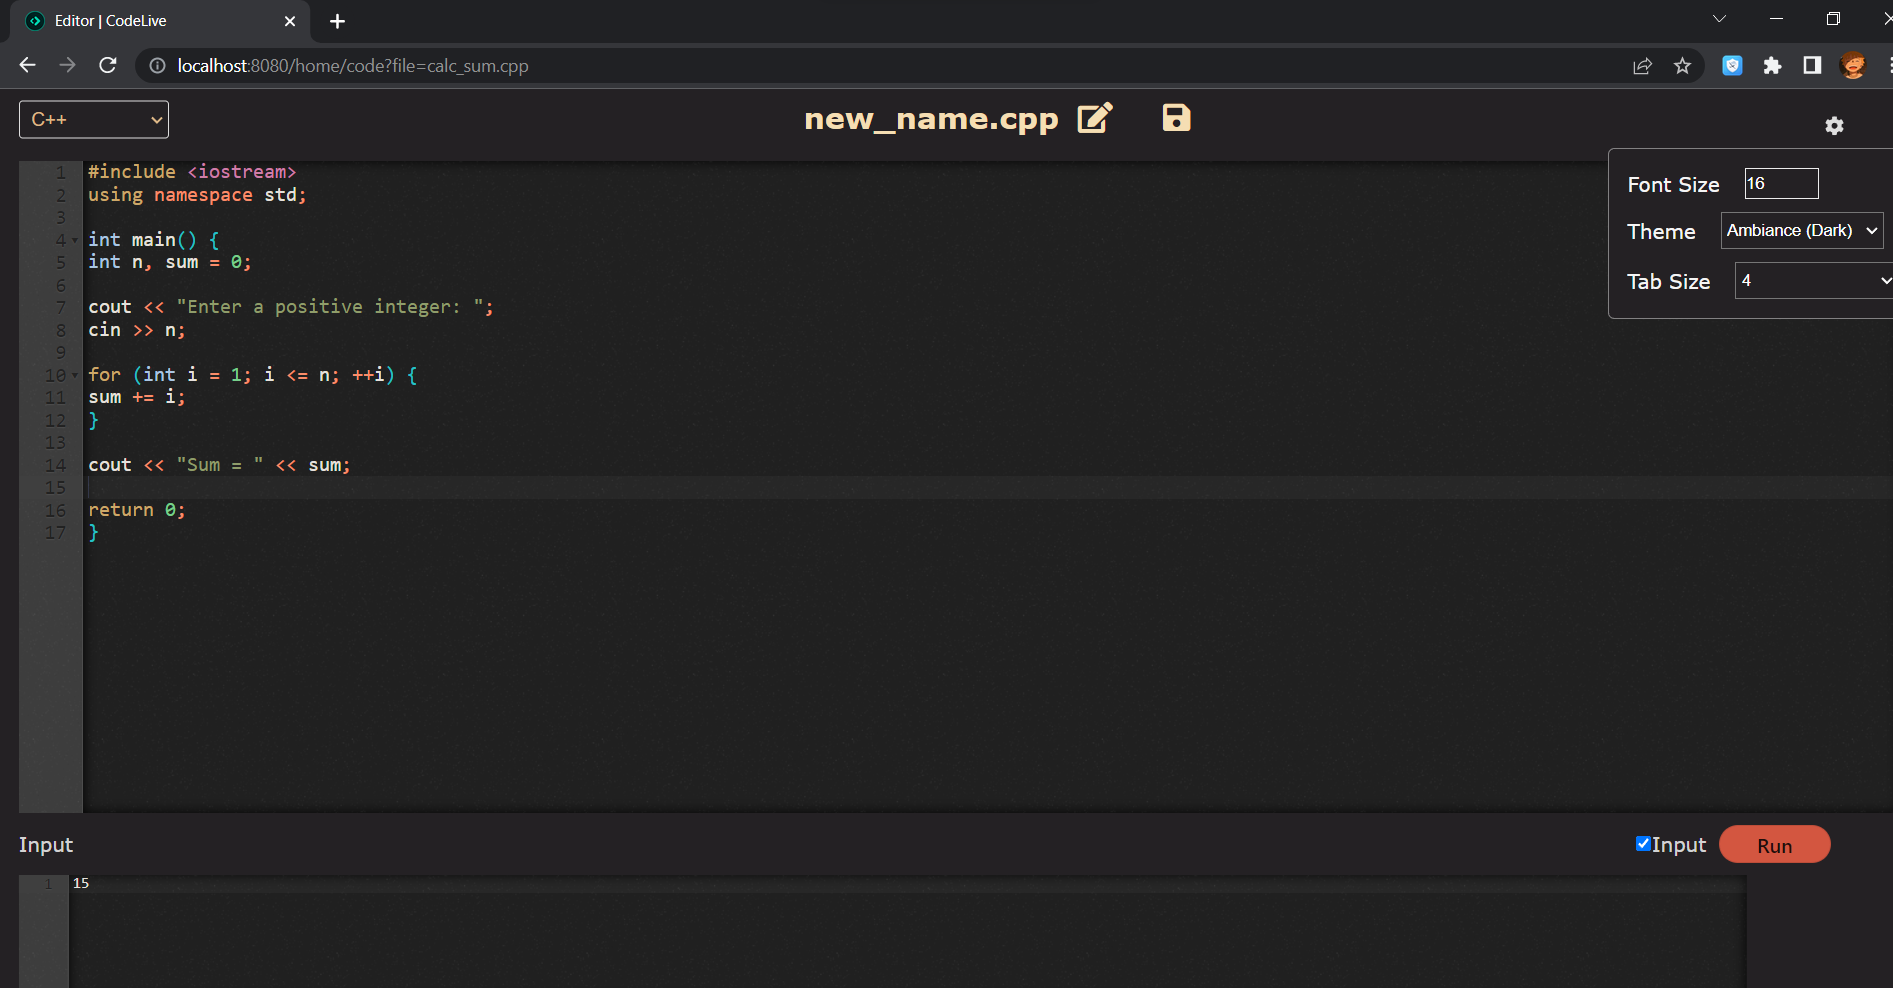 Editor | CodeLive
localhost:8080/home/code?file=calc_sum.cpp
C++
new_name.cpp
Font Size 16
Theme Ambiance (Dark)
Tab Size 4
1 #include <iostream>
2 using namespace std;
3
4 int main() {
5 int n, sum = 0;
6
7 cout << "Enter a positive integer: ";
8 cin >> n;
9
10 for (int i = 1; i <= n; ++i) {
11 sum += i;
12 }
13
14 cout << "Sum = " << sum;
15
16 return 0;
17 }
Input
Input Run
1 15